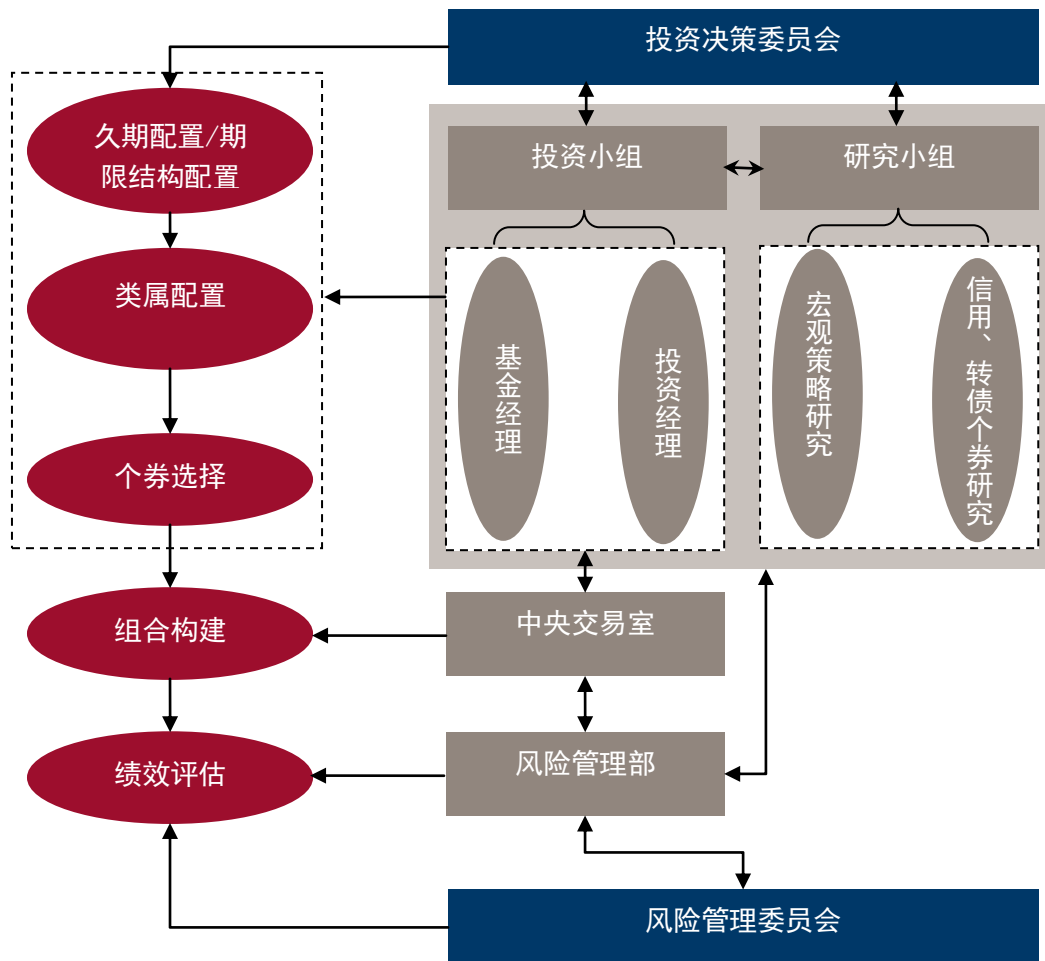 投资决策委员会
久期配置/期
限结构配置
投资小组
研究小组
类属配置
基金经理
投资经理
宏观策略研究
信用、转债个券研究
个券选择
组合构建
中央交易室
绩效评估
风险管理部
风险管理委员会